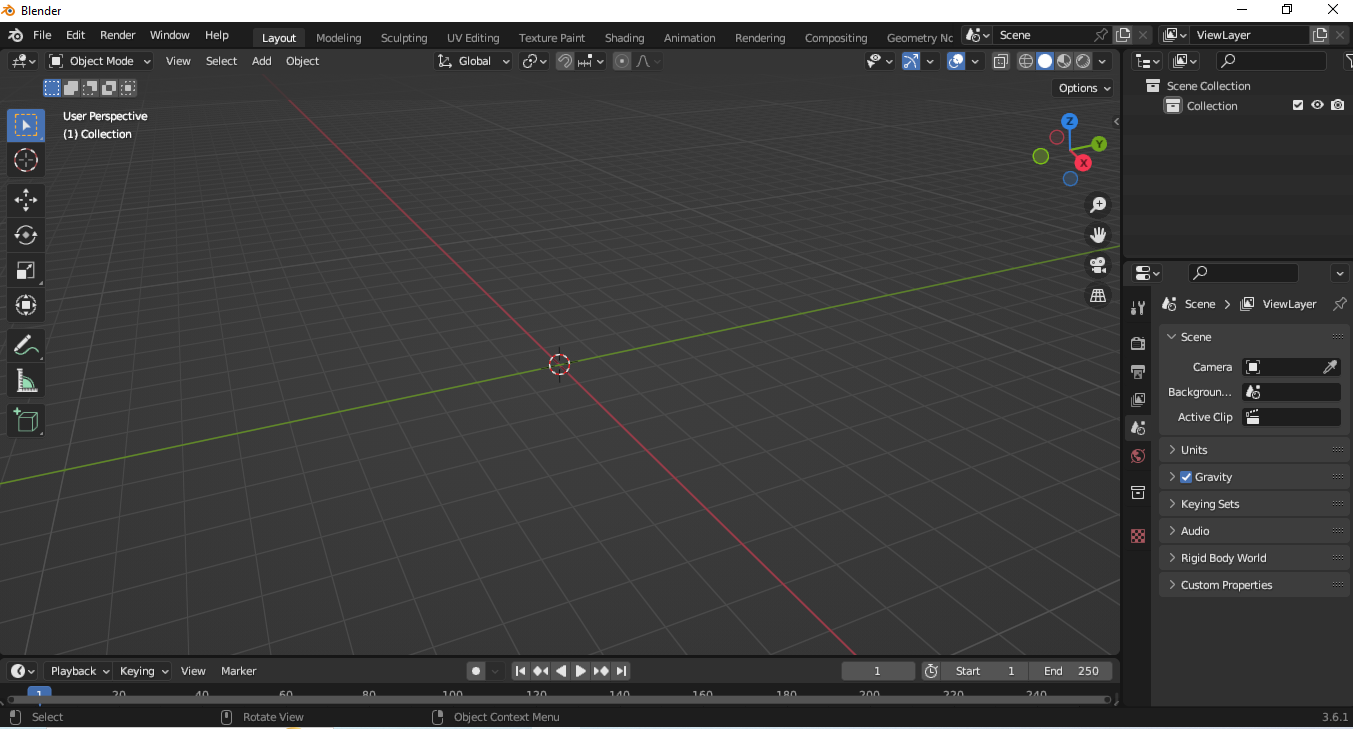 Blender
File Edit Render Window Help Layout Modeling Sculpting UV Editing Texture Paint Shading Animation Rendering Compositing Geometry Nc Scene ViewLayer
Object Mode View Select Add Object Global
Options
User Perspective
(1) Collection
Z
Y
X
Scene Collection
Collection
Scene ViewLayer
Scene
Camera
Backgroun...
Active Clip
Units
Gravity
Keying Sets
Audio
Rigid Body World
Custom Properties
Playback Keying View Marker 1 Start 1 End 250
1 20 40 60 80 100 120 140 160 180 200 220 240
Select Rotate View Object Context Menu 3.6.1